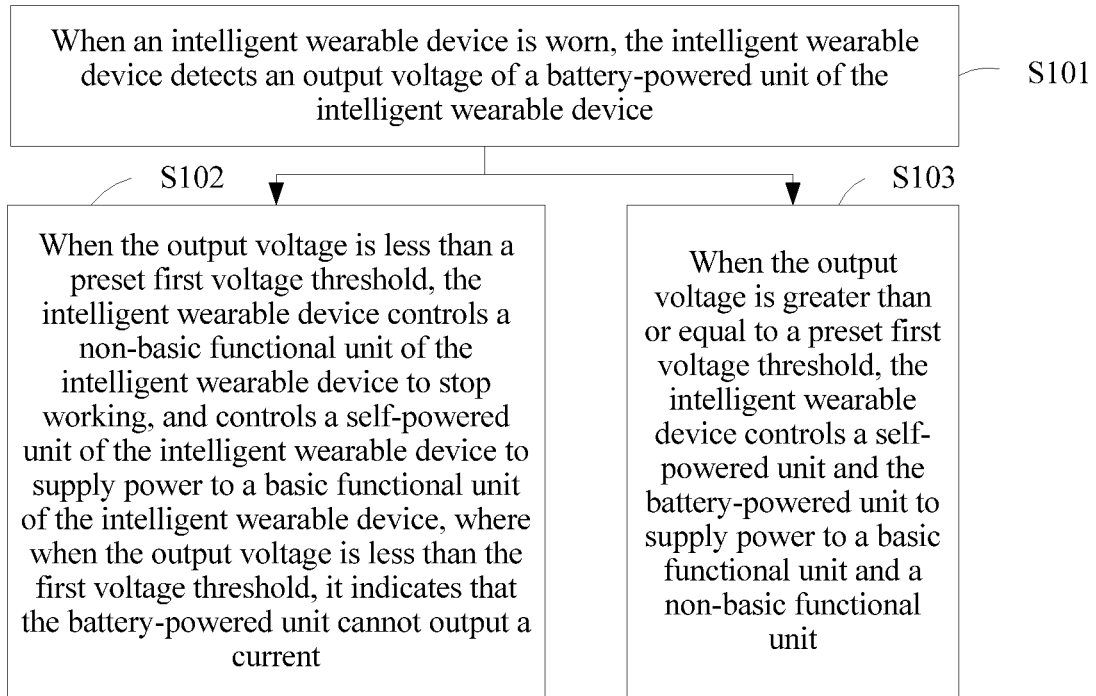 When an intelligent wearable device is worn, the intelligent wearable
device detects an output voltage of a battery-powered unit of the
intelligent wearable device
S101
S102
When the output voltage is less than a
preset first voltage threshold, the
intelligent wearable device controls a
non-basic functional unit of the
intelligent wearable device to stop
working, and controls a self-powered
unit of the intelligent wearable device to
supply power to a basic functional unit
of the intelligent wearable device, where
when the output voltage is less than the
first voltage threshold, it indicates that
the battery-powered unit cannot output a
current
S103
When the output
voltage is greater than
or equal to a preset first
voltage threshold, the
intelligent wearable
device controls a self-
powered unit and the
battery-powered unit to
supply power to a basic
functional unit and a
non-basic functional
unit